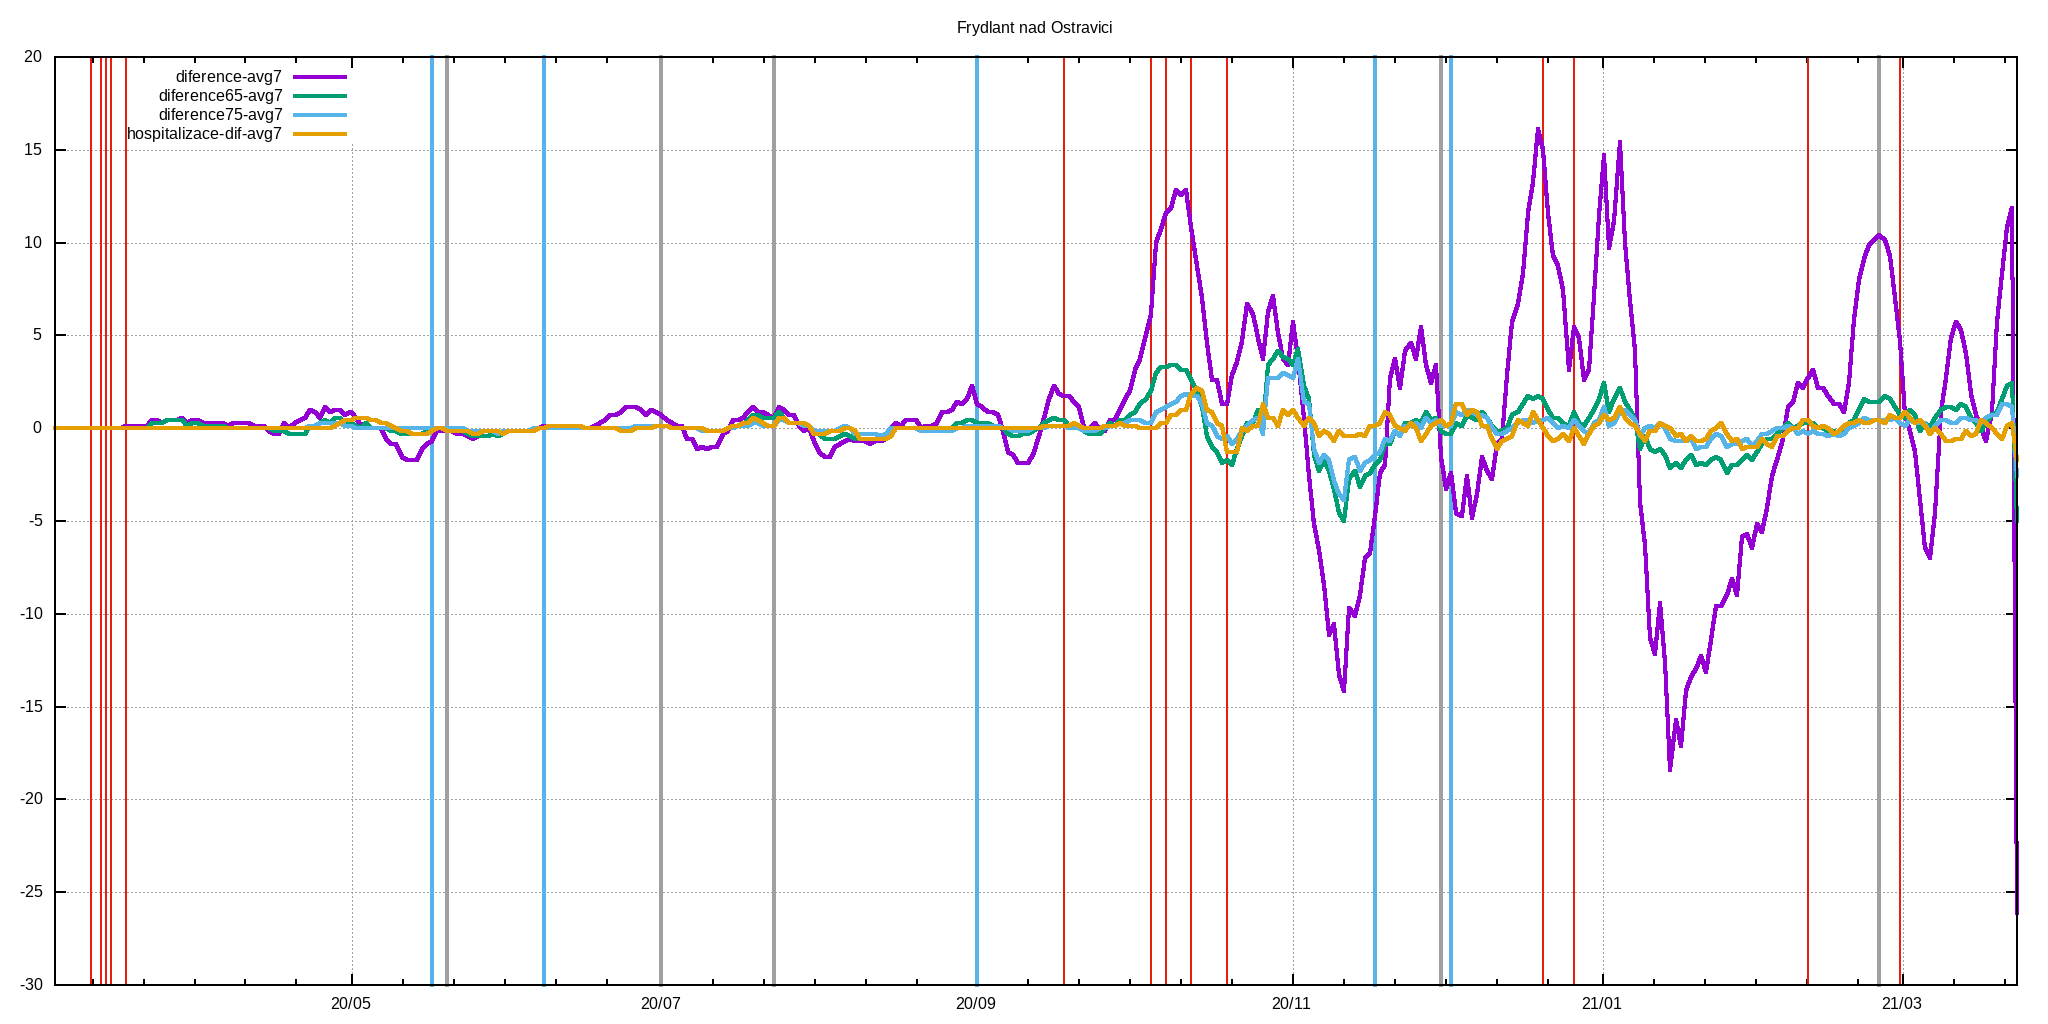 Frydlant nad Ostravici
20
diference-avg7
diference65-avg7
diference75-avg7
hospitalizace-dif-avg7
15
10
5
0
-5
-10
-15
-20
-25
-30
20/05 20/07 20/09 20/11 21/01 21/03